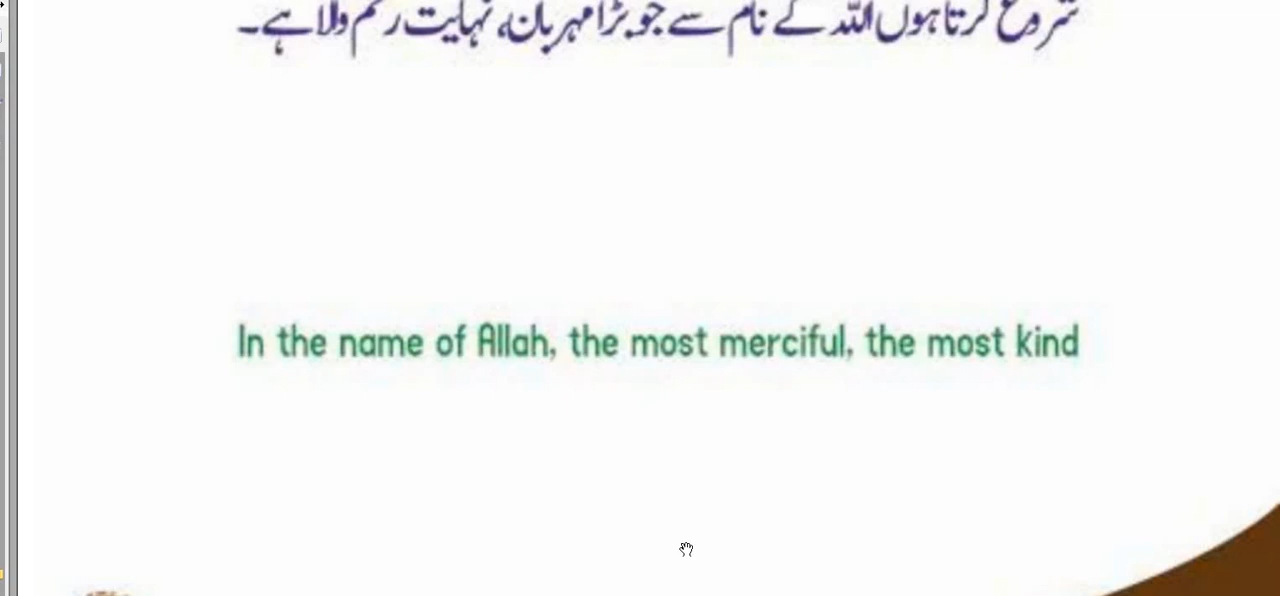 شروع کرتا ہوں اللہ کے نام سے جو بڑا مہربان، نہایت رحم والا ہے۔
In the name of Allah, the most merciful, the most kind